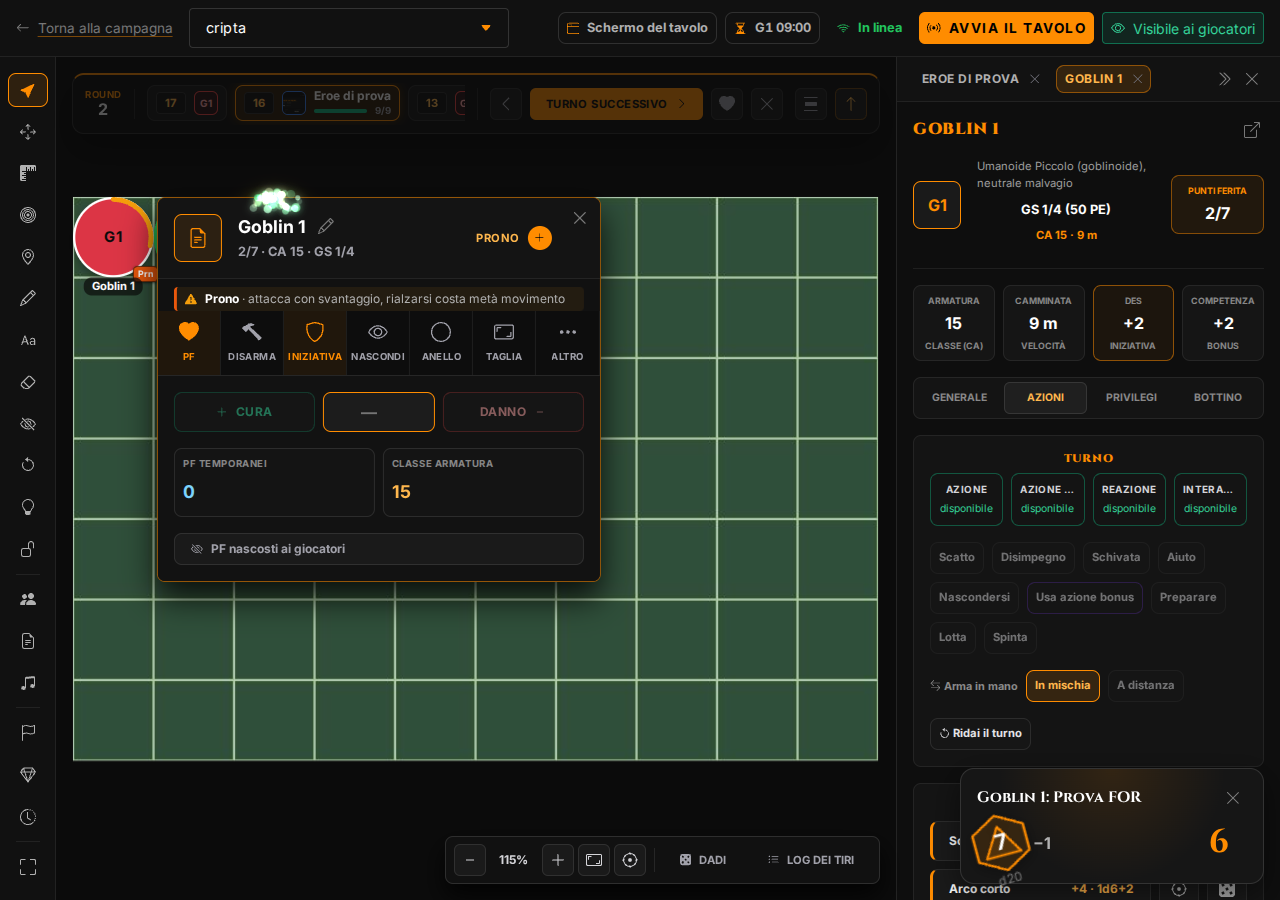 Torna alla campagna
cripta
Schermo del tavolo
G1 09:00
In linea
AVVIA IL TAVOLO
Visibile ai giocatori
ROUND
2
17 G1
16 Eroe di prova
9/9
13
TURNO SUCCESSIVO
EROE DI PROVA
GOBLIN 1
GOBLIN 1
G1
Umanoide Piccolo (goblinoide),
neutrale malvagio
GS 1/4 (50 PE)
CA 15 · 9 m
PUNTI FERITA
2/7
ARMATURA
15
CLASSE (CA)
CAMMINATA
9 m
VELOCITÀ
DES
+2
INIZIATIVA
COMPETENZA
+2
BONUS
GENERALE
AZIONI
PRIVILEGI
BOTTINO
TURNO
AZIONE
disponibile
AZIONE ...
disponibile
REAZIONE
disponibile
INTERA...
disponibile
Scatto
Disimpegno
Schivata
Aiuto
Nascondersi
Usa azione bonus
Preparare
Lotta
Spinta
Arma in mano
In mischia
A distanza
Ridai il turno
Goblin 1: Prova FOR
7
−1
6
d20
Arco corto
+4 · 1d6+2
G1
Prn
Goblin 1
Goblin 1
2/7 · CA 15 · GS 1/4
PRONO
Prono · attacca con svantaggio, rialzarsi costa metà movimento
PF
DISARMA
INIZIATIVA
NASCONDI
ANELLO
TAGLIA
ALTRO
+ CURA
—
DANNO −
PF TEMPORANEI
0
CLASSE ARMATURA
15
PF nascosti ai giocatori
Aa
115%
DADI
LOG DEI TIRI